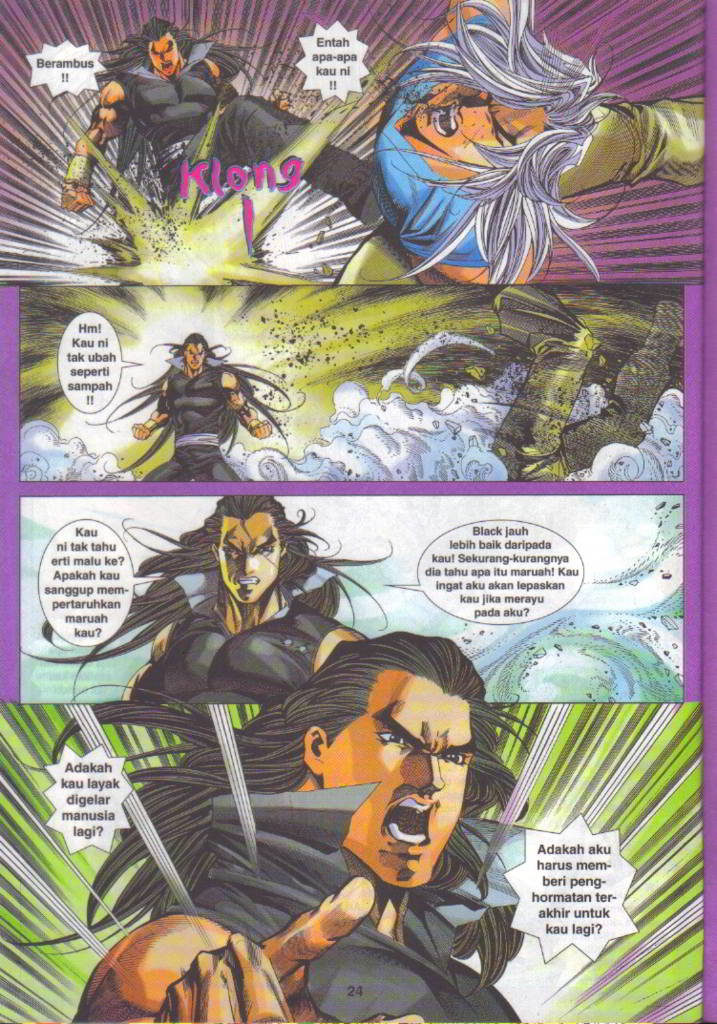 Berambus
!!
Entah
apa-apa
kau ni
!!
Klong
!
Hm!
Kau ni
tak ubah
seperti
sampah
!!
Kau
ni tak tahu
erti malu ke?
Apakah kau
sanggup mem-
pertaruhkan
maruah
kau?
Black jauh
lebih baik daripada
kau! Sekurang-kurangnya
dia tahu apa itu maruah! Kau
ingat aku akan lepaskan
kau jika merayu
pada aku?
Adakah
kau layak
digelar
manusia
lagi?
Adakah aku
harus mem-
beri peng-
hormatan ter-
akhir untuk
kau lagi?
24